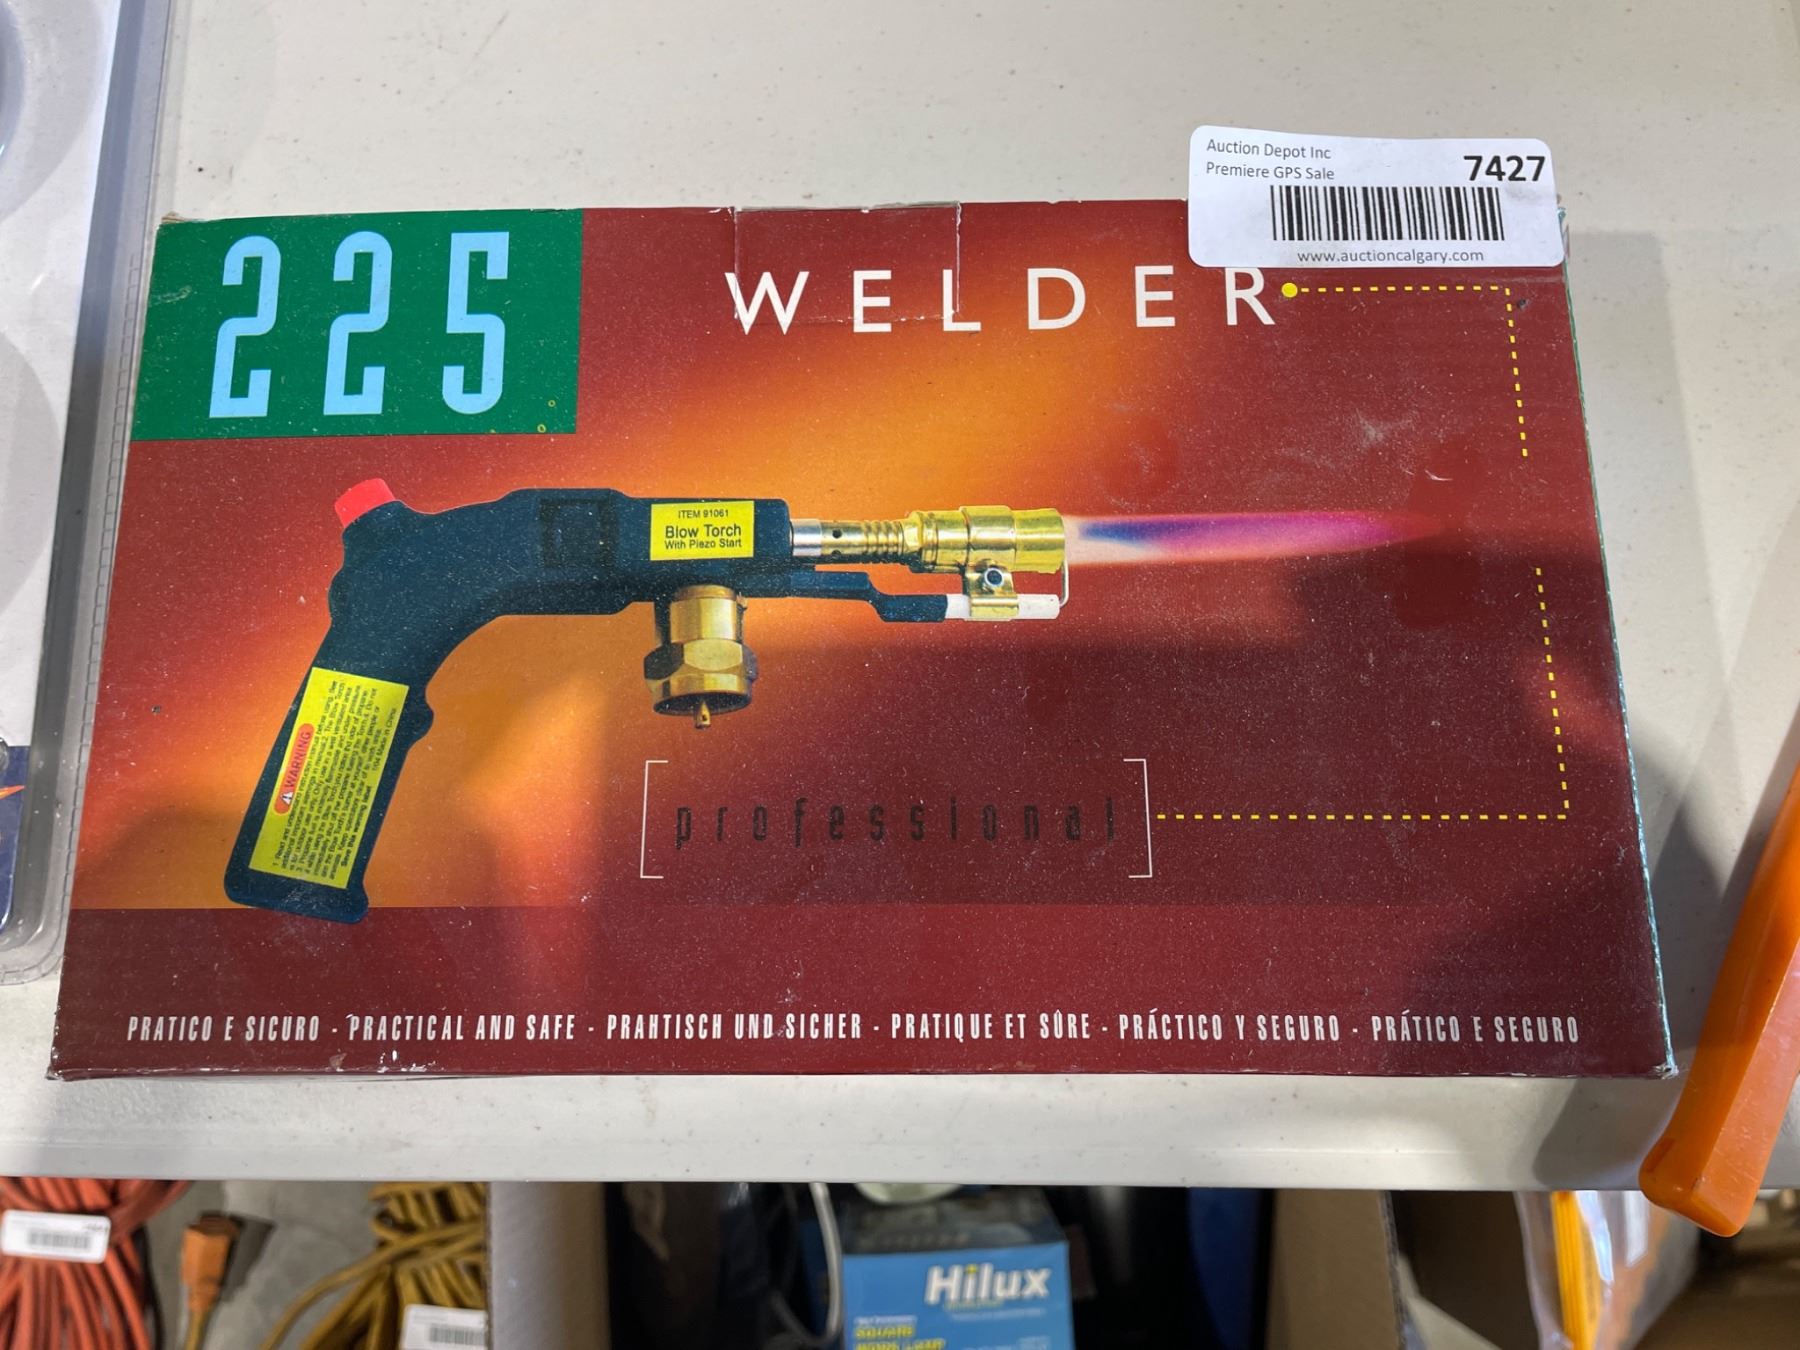 Auction Depot Inc
Premiere GPS Sale
7427
www.auctioncalgary.com
225
WELDER
ITEM 91061
Blow Torch
With Piezo Start
WARNING
[professional]
PRATICO E SICURO - PRACTICAL AND SAFE - PRAHTISCH UND SICHER - PRATIQUE ET SÛRE - PRÁCTICO Y SEGURO - PRÁTICO E SEGURO
Hilux
SQUARE